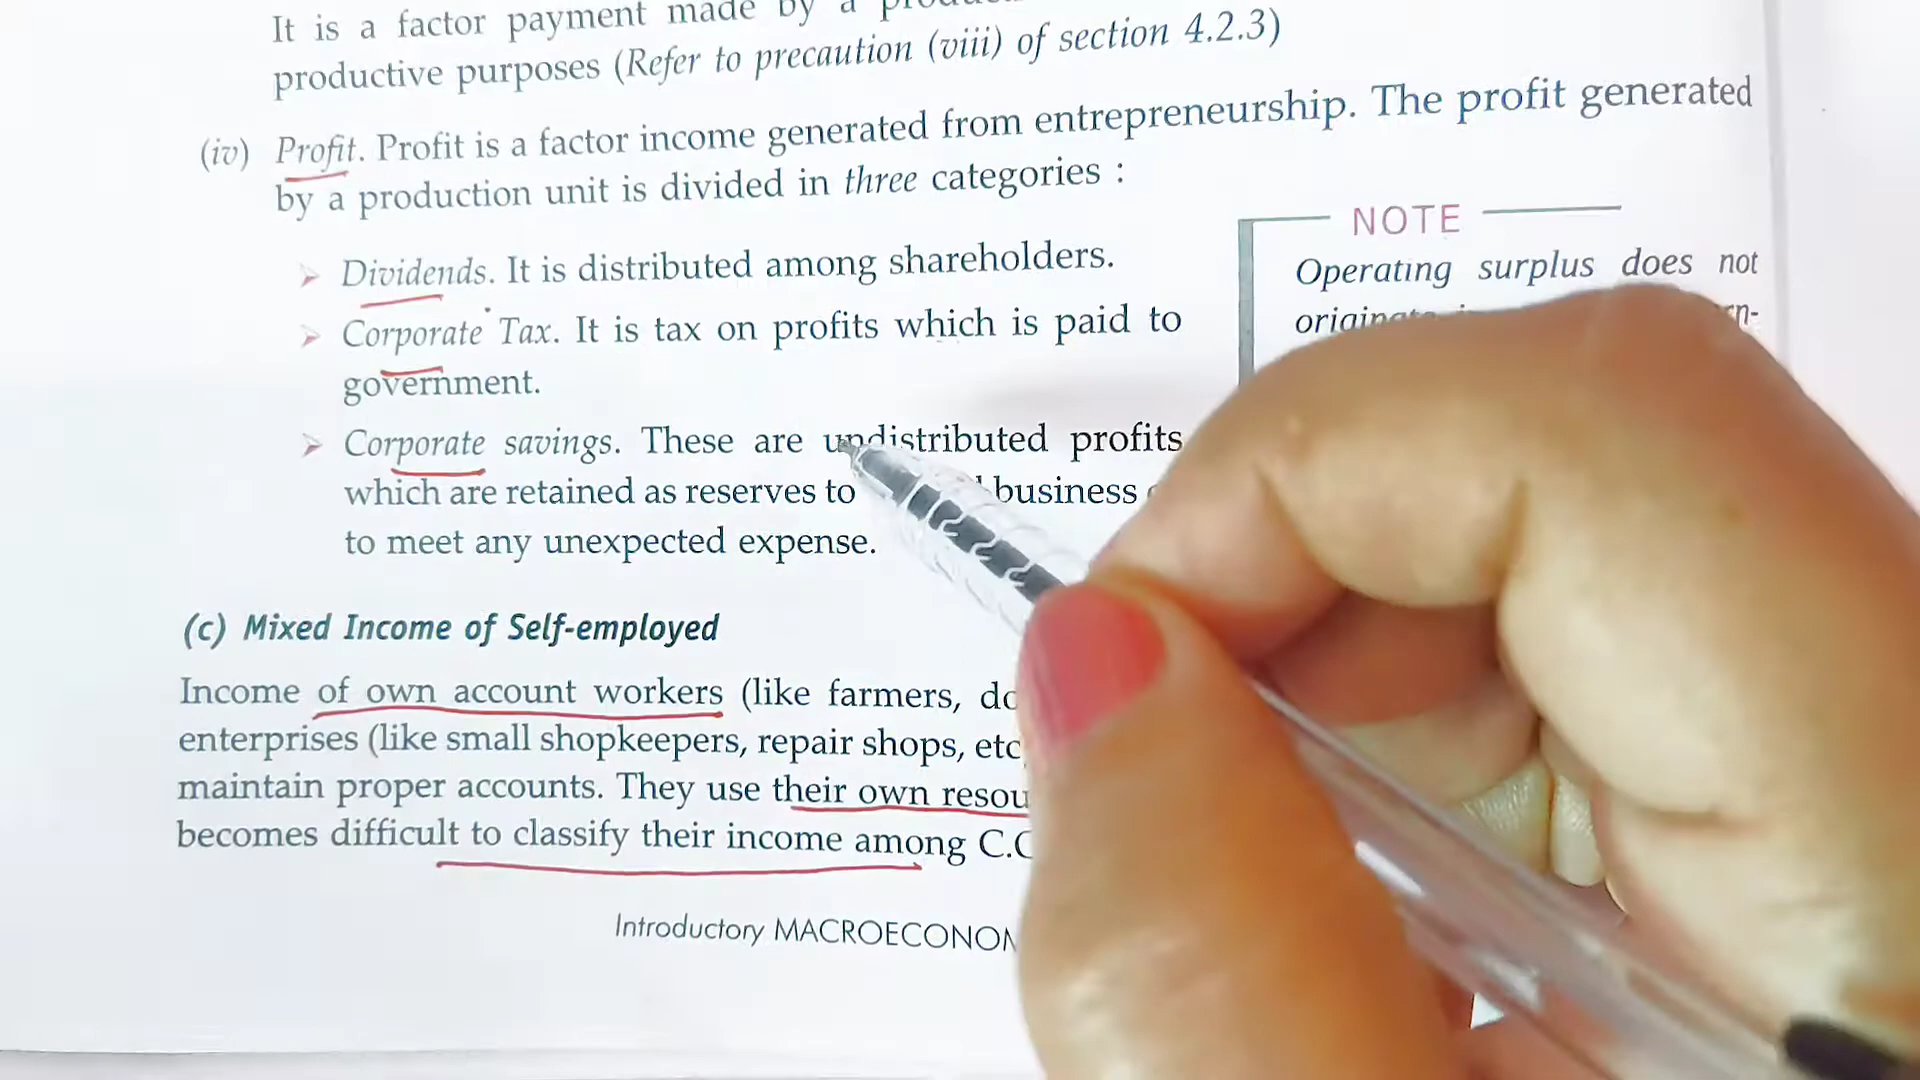 It is a factor payment made by a
productive purposes (Refer to precaution (viii) of section 4.2.3)
(iv) Profit. Profit is a factor income generated from entrepreneurship. The profit generated
by a production unit is divided in three categories :
➢ Dividends. It is distributed among shareholders.
➢ Corporate Tax. It is tax on profits which is paid to
government.
➢ Corporate savings. These are undistributed profits
which are retained as reserves to business
to meet any unexpected expense.
NOTE
Operating surplus does not
(c) Mixed Income of Self-employed
Income of own account workers (like farmers,
enterprises (like small shopkeepers, repair shops, etc
maintain proper accounts. They use their own
becomes difficult to classify their income among
Introductory